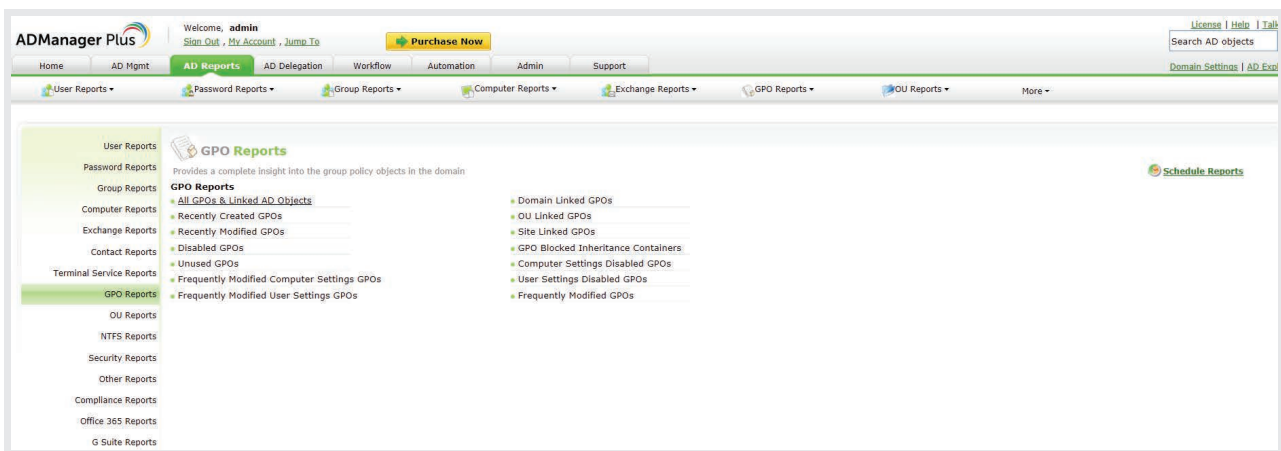 ADManager Plus
Welcome, admin
Sign Out , My Account , Jump To
Purchase Now
License | Help | Talk
Search AD objects
Home AD Mgmt AD Reports AD Delegation Workflow Automation Admin Support
Domain Settings | AD Expl
User Reports Password Reports Group Reports Computer Reports Exchange Reports GPO Reports OU Reports More
User Reports
Password Reports
Group Reports
Computer Reports
Exchange Reports
Contact Reports
Terminal Service Reports
GPO Reports
OU Reports
NTFS Reports
Security Reports
Other Reports
Compliance Reports
Office 365 Reports
G Suite Reports
GPO Reports
Provides a complete insight into the group policy objects in the domain
Schedule Reports
GPO Reports
All GPOs & Linked AD Objects
Recently Created GPOs
Recently Modified GPOs
Disabled GPOs
Unused GPOs
Frequently Modified Computer Settings GPOs
Frequently Modified User Settings GPOs
Domain Linked GPOs
OU Linked GPOs
Site Linked GPOs
GPO Blocked Inheritance Containers
Computer Settings Disabled GPOs
User Settings Disabled GPOs
Frequently Modified GPOs